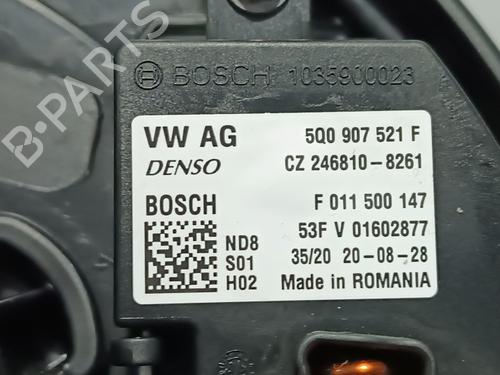 BOSCH 1035900023
VW AG 5Q0 907 521 F
DENSO CZ 246810-8261
BOSCH F 011 500 147
53F V 01602877
ND8
S01 35/20 20-08-28
H02 Made in ROMANIA
B-PARTS